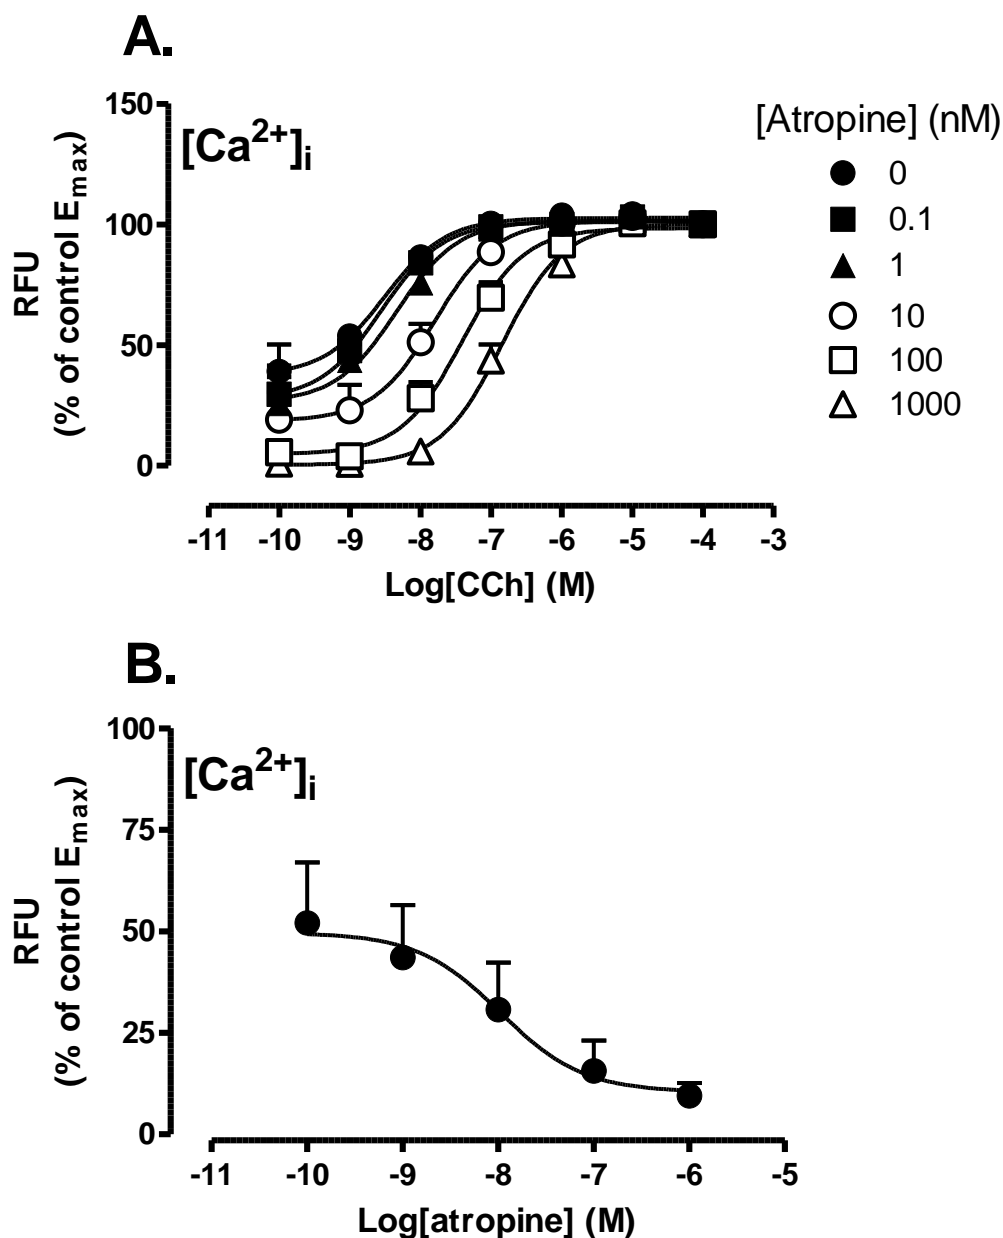 A.
[Ca²⁺]ᵢ
RFU
(% of control Emax)
150
100
50
0
-11 -10 -9 -8 -7 -6 -5 -4 -3
Log[CCh] (M)
[Atropine] (nM)
0
0.1
1
10
100
1000
B.
[Ca²⁺]ᵢ
RFU
(% of control Emax)
100
75
50
25
0
-11 -10 -9 -8 -7 -6 -5
Log[atropine] (M)